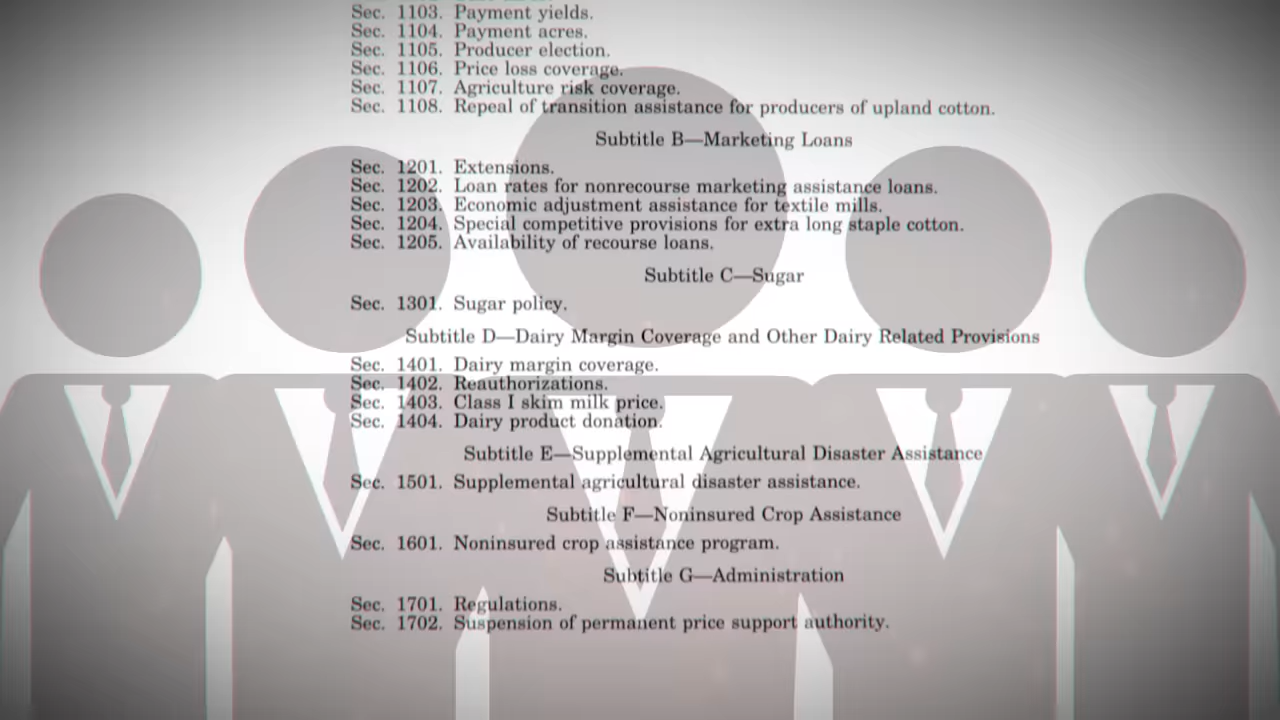 Sec. 1103. Payment yields.
Sec. 1104. Payment acres.
Sec. 1105. Producer election.
Sec. 1106. Price loss coverage.
Sec. 1107. Agriculture risk coverage.
Sec. 1108. Repeal of transition assistance for producers of upland cotton.
Subtitle B—Marketing Loans
Sec. 1201. Extensions.
Sec. 1202. Loan rates for nonrecourse marketing assistance loans.
Sec. 1203. Economic adjustment assistance for textile mills.
Sec. 1204. Special competitive provisions for extra long staple cotton.
Sec. 1205. Availability of recourse loans.
Subtitle C—Sugar
Sec. 1301. Sugar policy.
Subtitle D—Dairy Margin Coverage and Other Dairy Related Provisions
Sec. 1401. Dairy margin coverage.
Sec. 1402. Reauthorizations.
Sec. 1403. Class I skim milk price.
Sec. 1404. Dairy product donation.
Subtitle E—Supplemental Agricultural Disaster Assistance
Sec. 1501. Supplemental agricultural disaster assistance.
Subtitle F—Noninsured Crop Assistance
Sec. 1601. Noninsured crop assistance program.
Subtitle G—Administration
Sec. 1701. Regulations.
Sec. 1702. Suspension of permanent price support authority.